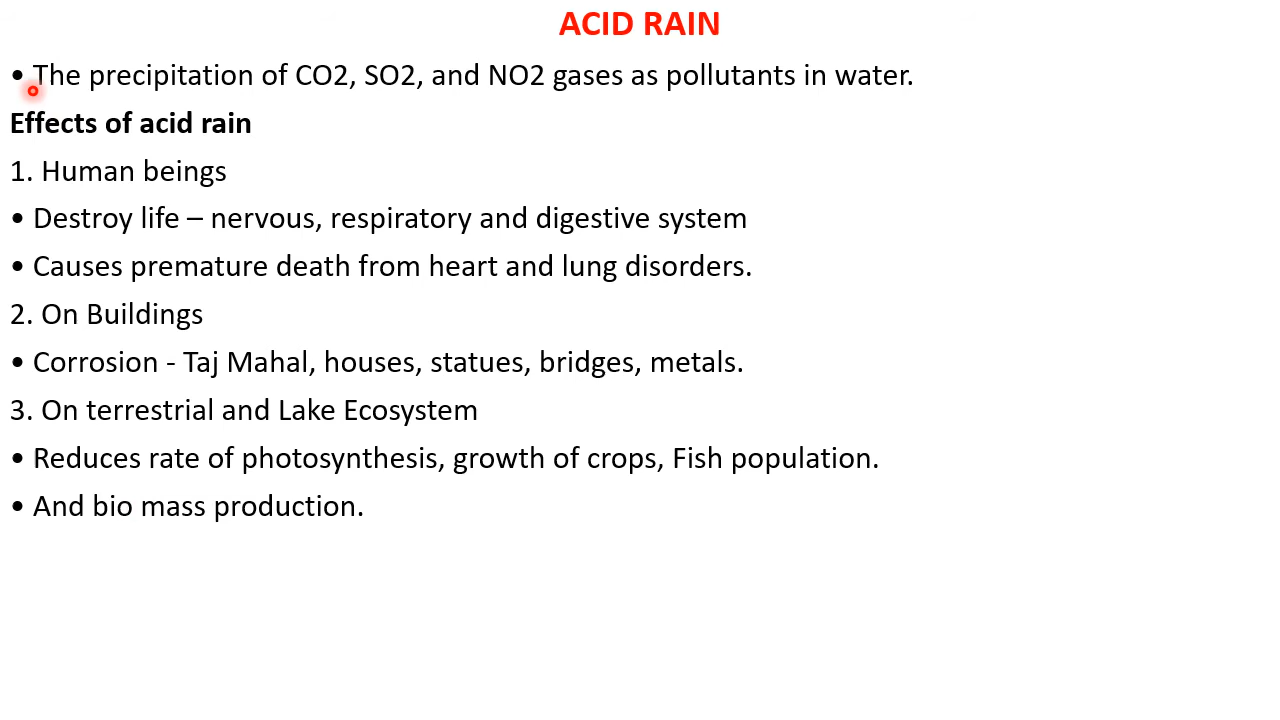 ACID RAIN
• The precipitation of CO2, SO2, and NO2 gases as pollutants in water.
Effects of acid rain
1. Human beings
• Destroy life – nervous, respiratory and digestive system
• Causes premature death from heart and lung disorders.
2. On Buildings
• Corrosion - Taj Mahal, houses, statues, bridges, metals.
3. On terrestrial and Lake Ecosystem
• Reduces rate of photosynthesis, growth of crops, Fish population.
• And bio mass production.